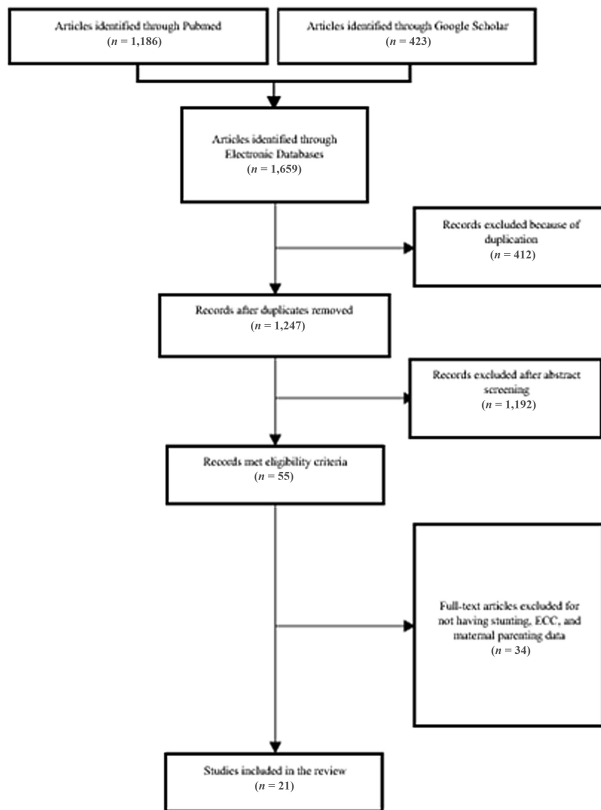 Articles identified through Pubmed
(n = 1,186)
Articles identified through Google Scholar
(n = 423)
Articles identified through
Electronic Databases
(n = 1,659)
Records excluded because of
duplication
(n = 412)
Records after duplicates removed
(n = 1,247)
Records excluded after abstract
screening
(n = 1,192)
Records met eligibility criteria
(n = 55)
Full-text articles excluded for
not having stunting, ECC, and
maternal parenting data
(n = 34)
Studies included in the review
(n = 21)